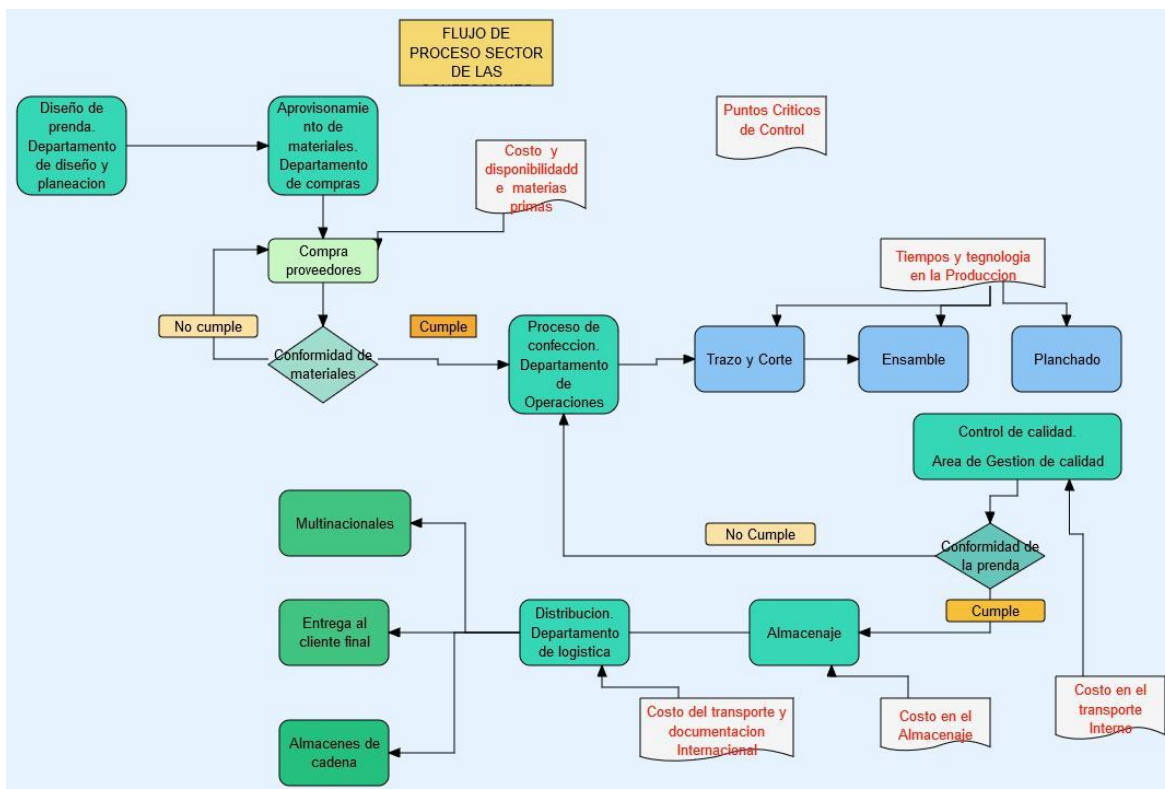 FLUJO DE
PROCESO SECTOR
DE LAS
Diseño de
prenda.
Departamento
de diseño y
planeacion
Aprovisonamie
nto de
materiales.
Departamento
de compras
Costo y
disponibilidadd
e materias
primas
Puntos Criticos
de Control
Compra
proveedores
Tiempos y tegnologia
en la Produccion
No cumple
Cumple
Conformidad de
materiales
Proceso de
confeccion.
Departamento
de
Operaciones
Trazo y Corte
Ensamble
Planchado
Control de calidad.
Area de Gestion de calidad
Multinacionales
No Cumple
Conformidad de
la prenda
Cumple
Entrega al
cliente final
Distribucion.
Departamento
de logistica
Almacenaje
Costo del transporte y
documentacion
Internacional
Costo en el
Almacenaje
Costo en el
transporte
Interno
Almacenes de
cadena